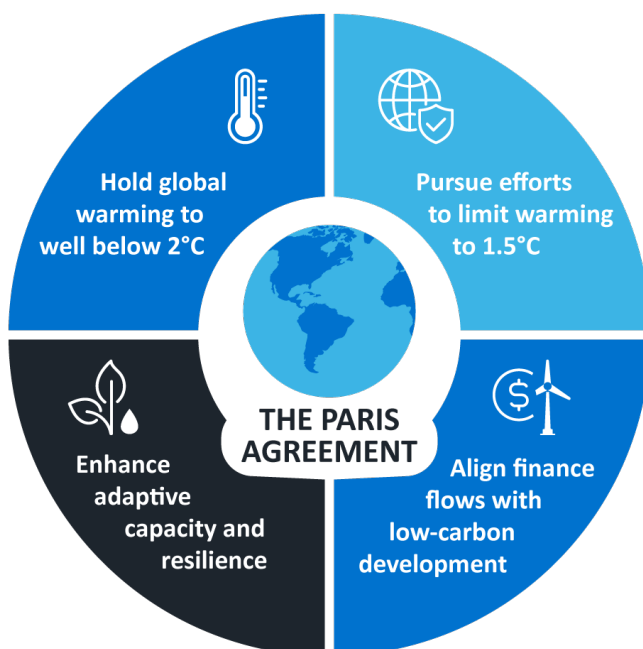 Hold global
warming to
well below 2°C
Pursue efforts
to limit warming
to 1.5°C
THE PARIS
AGREEMENT
Enhance
adaptive
capacity and
resilience
$
Align finance
flows with
low-carbon
development